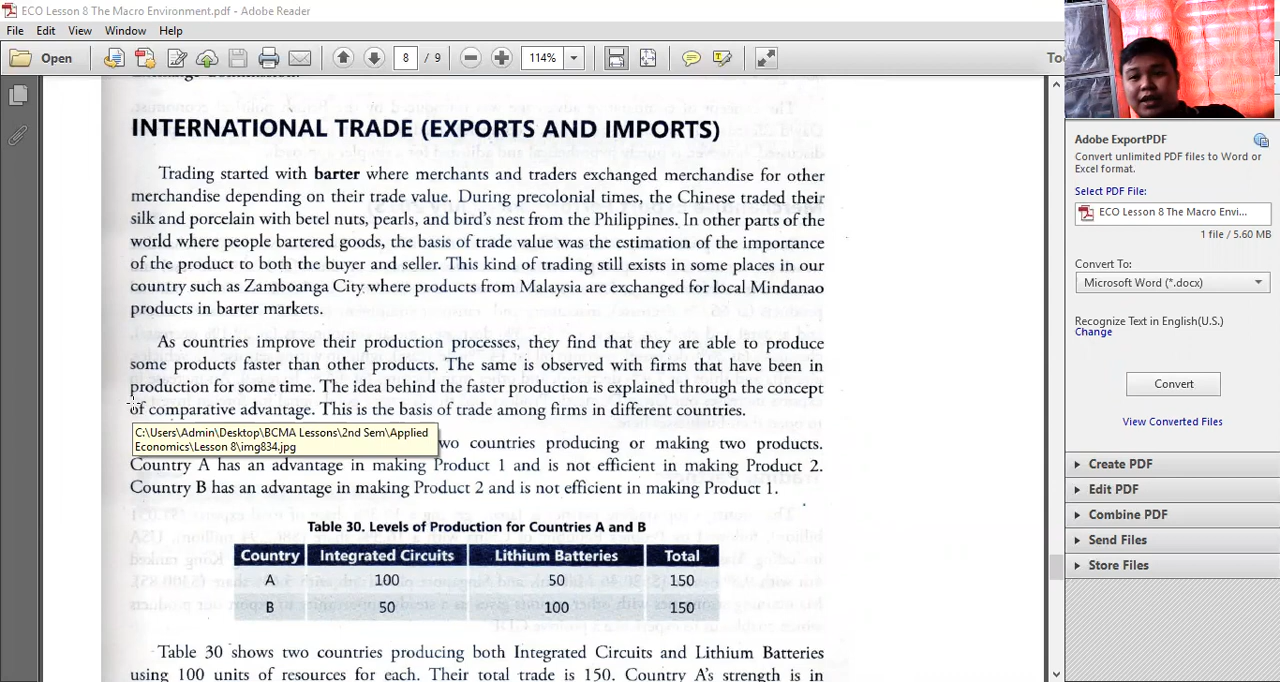 ECO Lesson 8 The Macro Environment.pdf - Adobe Reader
File Edit View Window Help
Open 8 / 9 114%
INTERNATIONAL TRADE (EXPORTS AND IMPORTS)
Trading started with barter where merchants and traders exchanged merchandise for other
merchandise depending on their trade value. During precolonial times, the Chinese traded their
silk and porcelain with betel nuts, pearls, and bird's nest from the Philippines. In other parts of the
world where people bartered goods, the basis of trade value was the estimation of the importance
of the product to both the buyer and seller. This kind of trading still exists in some places in our
country such as Zamboanga City where products from Malaysia are exchanged for local Mindanao
products in barter markets.
As countries improve their production processes, they find that they are able to produce
some products faster than other products. The same is observed with firms that have been in
production for some time. The idea behind the faster production is explained through the concept
of comparative advantage. This is the basis of trade among firms in different countries.
C:\Users\Admin\Desktop\BCMA Lessons\2nd Sem\Applied
Economics\Lesson 8\img834.jpg
two countries producing or making two products.
Country A has an advantage in making Product 1 and is not efficient in making Product 2.
Country B has an advantage in making Product 2 and is not efficient in making Product 1.
Table 30. Levels of Production for Countries A and B
Country Integrated Circuits Lithium Batteries Total
A 100 50 150
B 50 100 150
Table 30 shows two countries producing both Integrated Circuits and Lithium Batteries
using 100 units of resources for each. Their total trade is 150. Country A's strength is in
To
Adobe ExportPDF
Convert unlimited PDF files to Word or
Excel format.
Select PDF File:
ECO Lesson 8 The Macro Envi...
1 file / 5.60 MB
Convert To:
Microsoft Word (*.docx)
Recognize Text in English(U.S.)
Change
Convert
View Converted Files
Create PDF
Edit PDF
Combine PDF
Send Files
Store Files